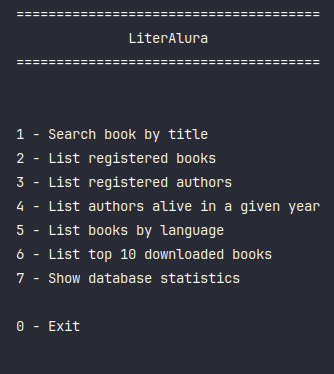 ======================================
LiterAlura
======================================
1 - Search book by title
2 - List registered books
3 - List registered authors
4 - List authors alive in a given year
5 - List books by language
6 - List top 10 downloaded books
7 - Show database statistics
0 - Exit